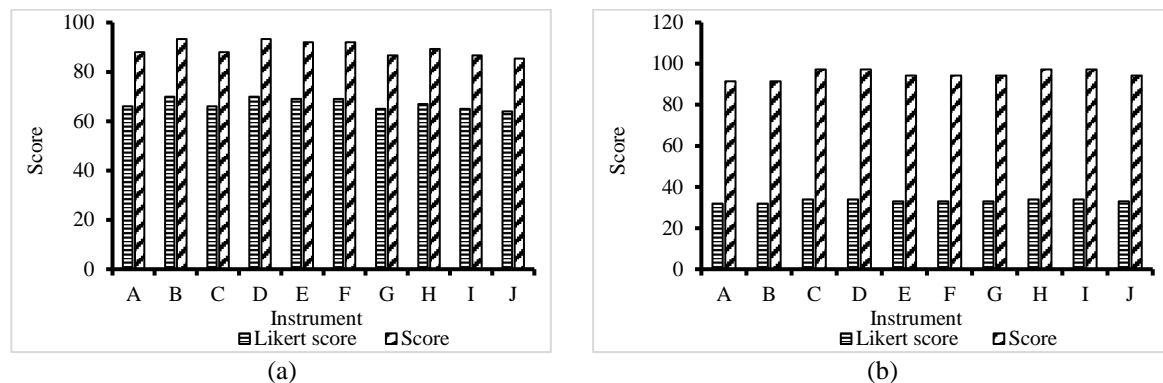 100
80
60
40
20
0
Score
A B C D E F G H I J
Instrument
Likert score Score
(a)
120
100
80
60
40
20
0
Score
A B C D E F G H I J
Instrument
Likert score Score
(b)